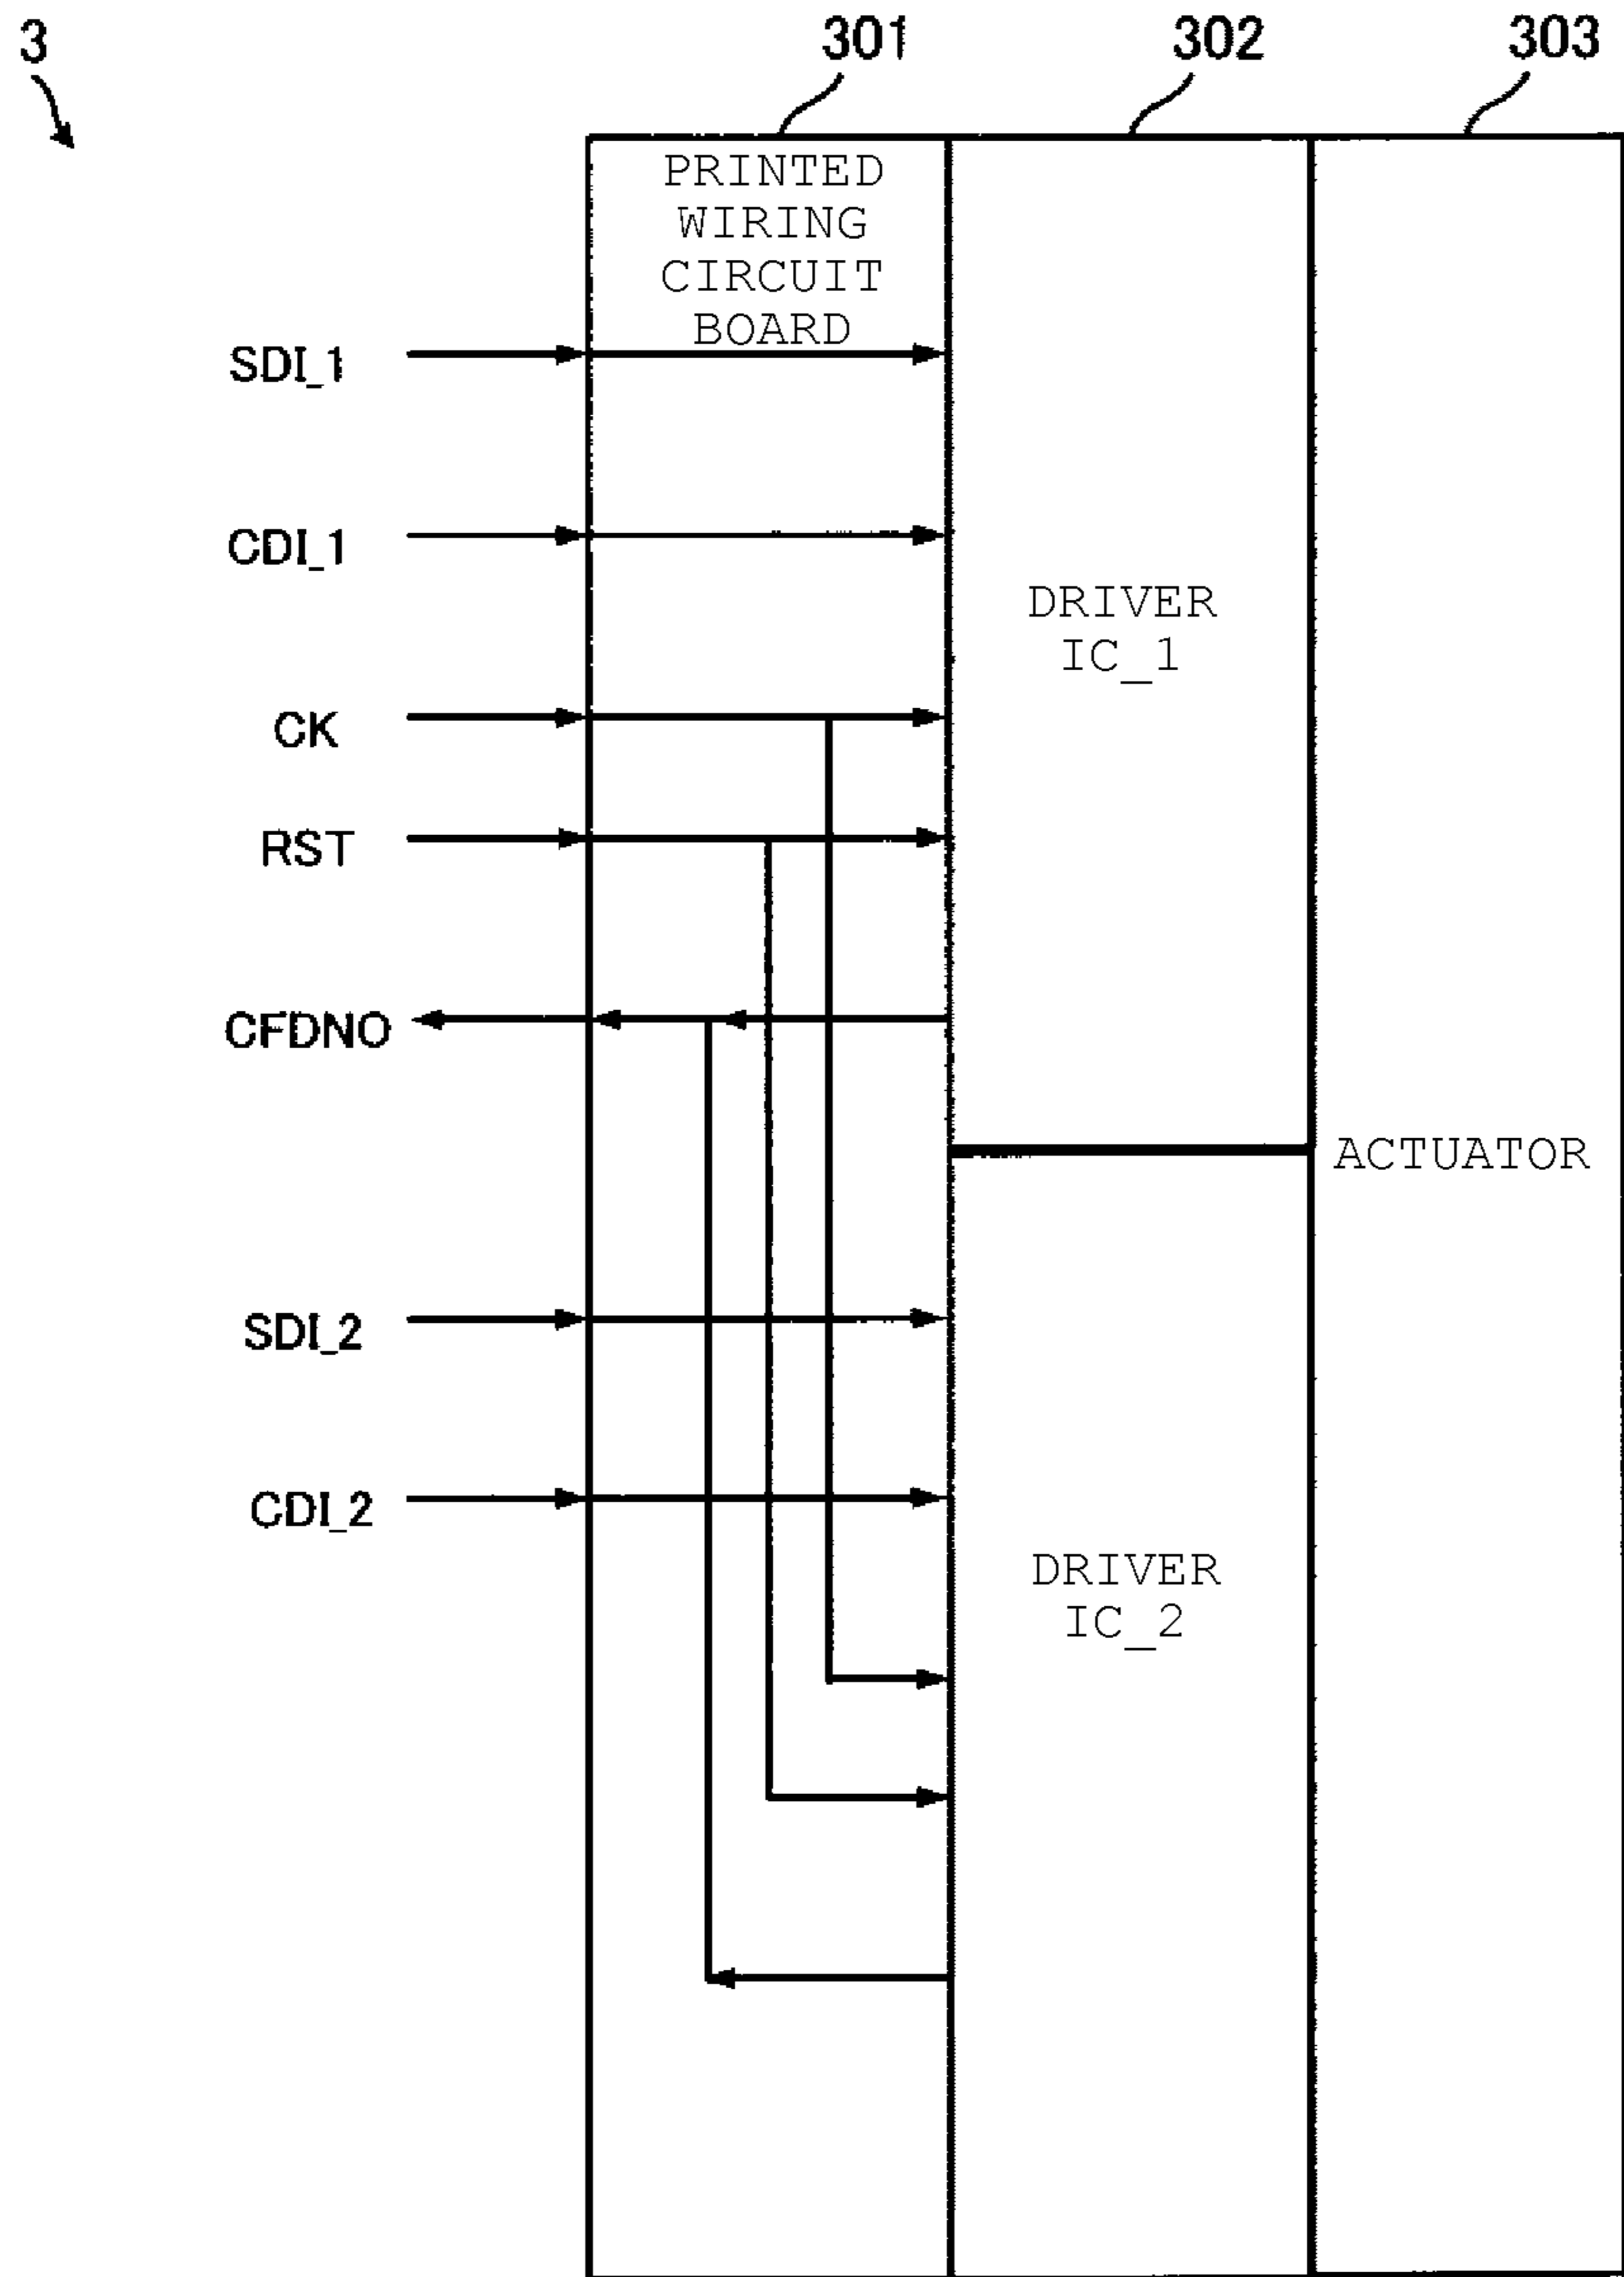 3
301
302
303
PRINTED
WIRING
CIRCUIT
BOARD
SDI_1
CDI_1
DRIVER
IC_1
CK
RST
CFDNO
ACTUATOR
SDI_2
CDI_2
DRIVER
IC_2